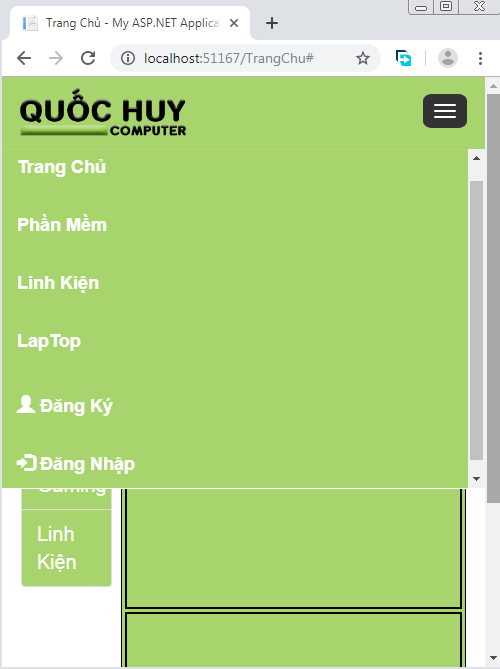 Trang Chủ - My ASP.NET Applica
localhost:51167/TrangChu#
QUỐC HUY
COMPUTER
Trang Chủ
Phần Mềm
Linh Kiện
LapTop
Đăng Ký
Đăng Nhập
Gaming
Linh
Kiện